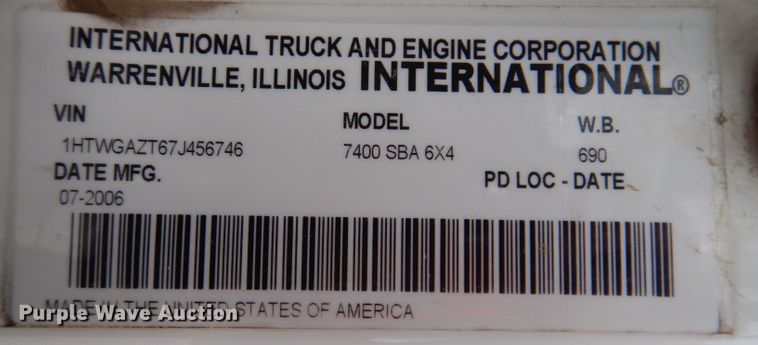 INTERNATIONAL TRUCK AND ENGINE CORPORATION
WARRENVILLE, ILLINOIS INTERNATIONAL®
VIN MODEL W.B.
1HTWGAZT67J456746 7400 SBA 6X4 690
DATE MFG. PD LOC - DATE
07-2006
MADE IN THE UNITED STATES OF AMERICA
Purple Wave Auction